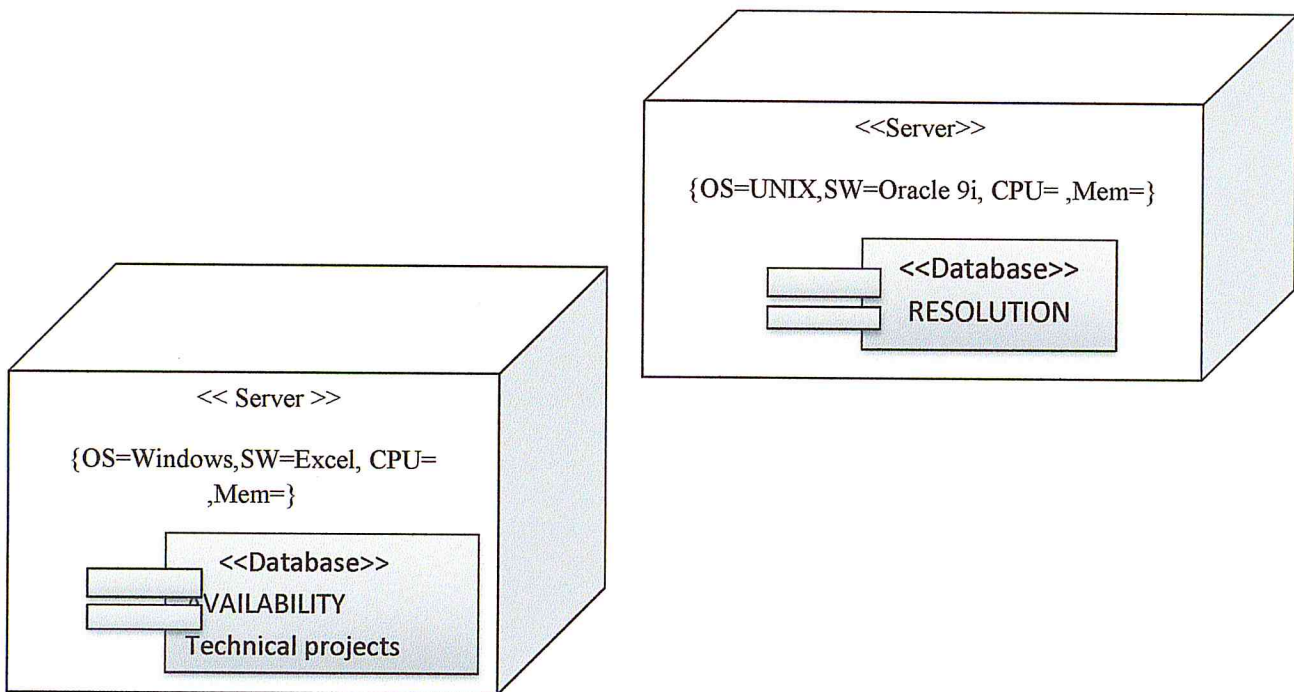 <<Server>>
{OS=UNIX,SW=Oracle 9i, CPU= ,Mem=}
<<Database>>
RESOLUTION
<< Server >>
{OS=Windows,SW=Excel, CPU=
,Mem=}
<<Database>>
AVAILABILITY
Technical projects